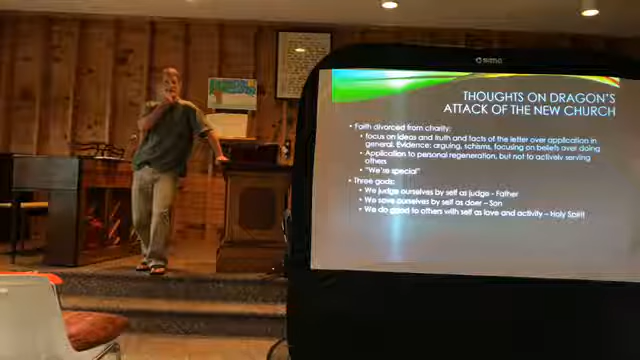 THOUGHTS ON DRAGON'S
ATTACK OF THE NEW CHURCH
Faith divorced from charity:
focus on ideas and truth and facts of the letter over application in
general. Evidence: arguing, schisms, focusing on beliefs over doing
Application to personal regeneration, but not to actively serving
others
"We're special"
Three gods:
We judge ourselves by self as judge - Father
We save ourselves by self as doer – Son
We do good to others with self as love and activity – Holy Spirit